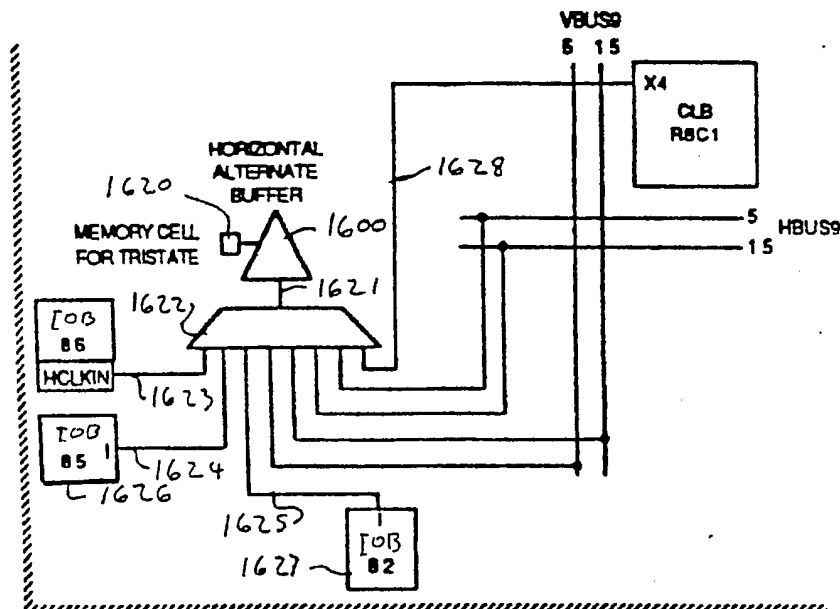 VBUS9
5 15
X4
CLB
R8C1
HORIZONTAL
ALTERNATE
BUFFER
1620
1628
MEMORY CELL
FOR TRISTATE
1600
5
HBUS9
15
1621
1622
IOB
86
HCLKIN
1623
IOB
85 I
1624
1626
1625
I
IOB
82
1627